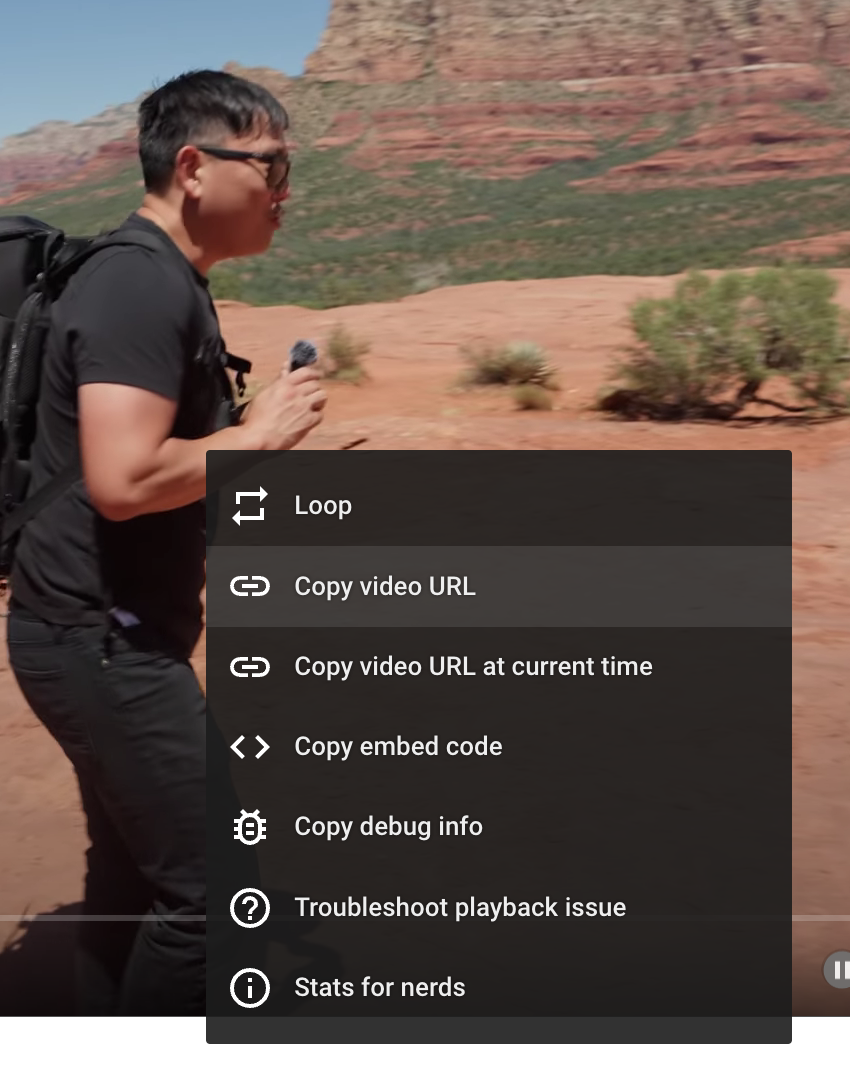 Loop
Copy video URL
Copy video URL at current time
Copy embed code
Copy debug info
Troubleshoot playback issue
Stats for nerds